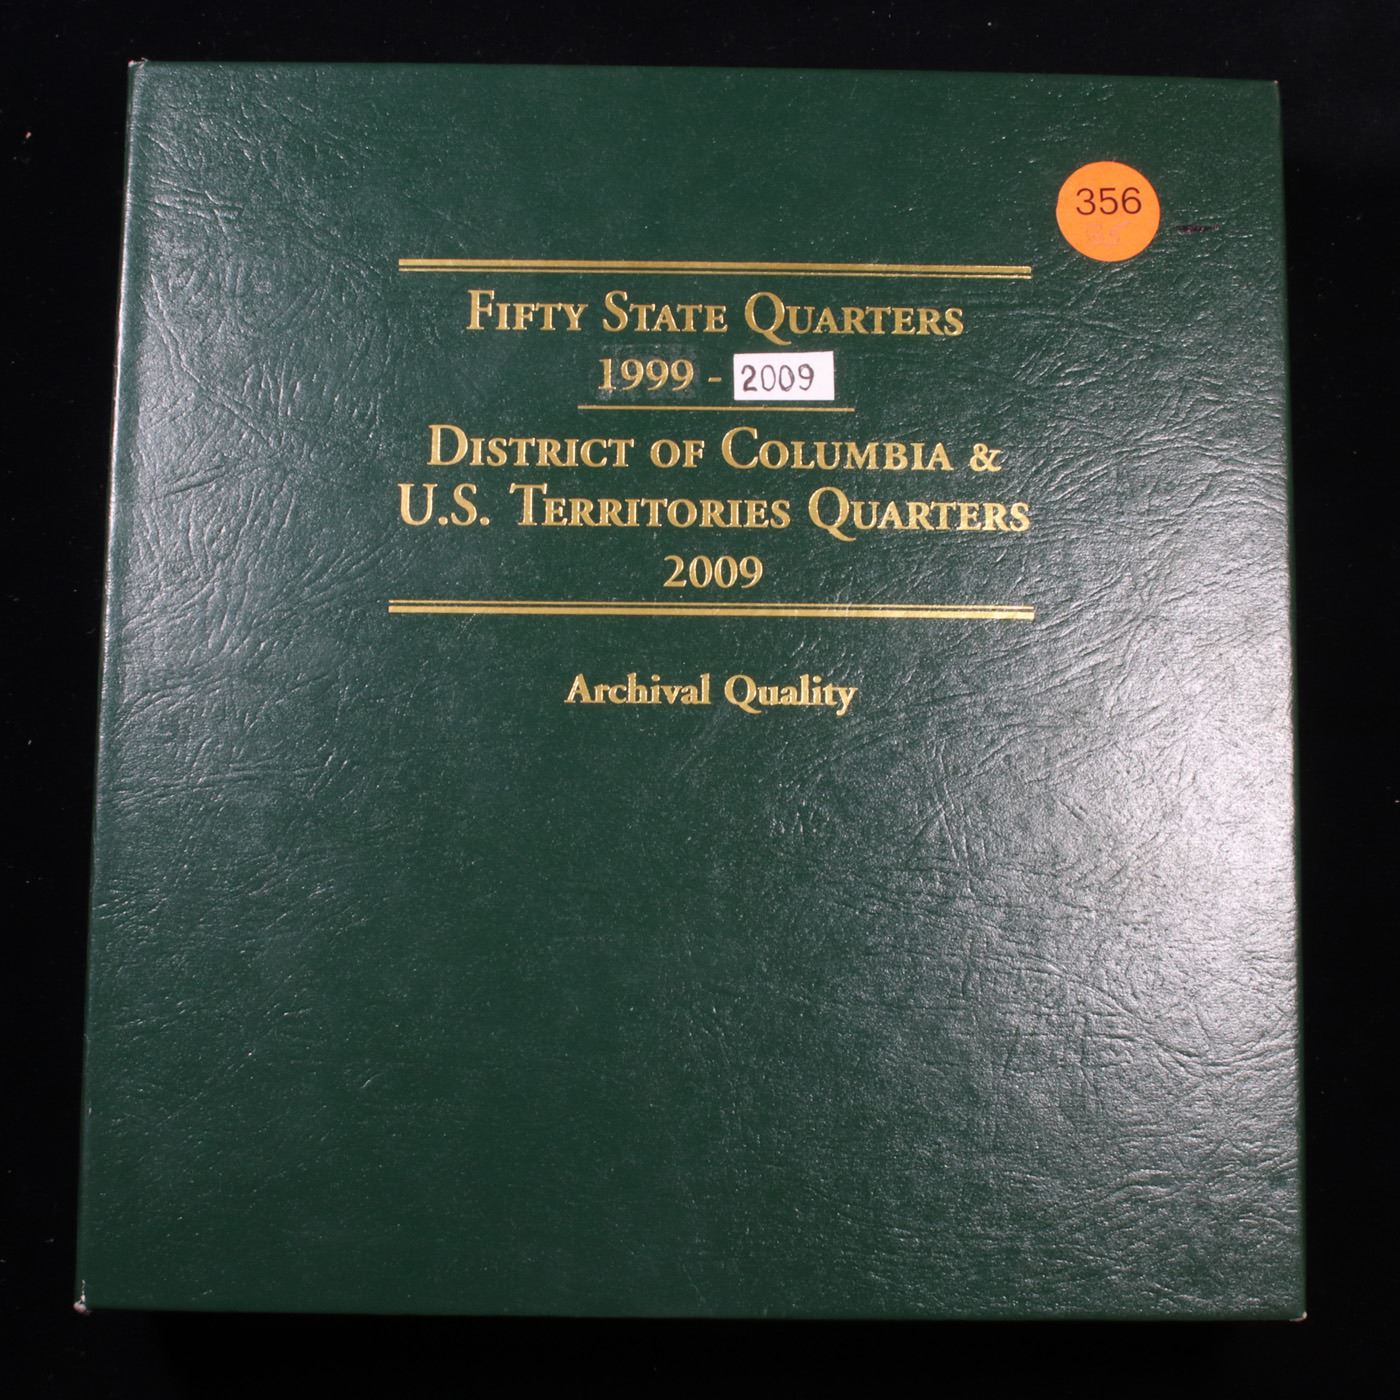 356
Fifty State Quarters
1999 - 2009
District of Columbia &
U.S. Territories Quarters
2009
Archival Quality